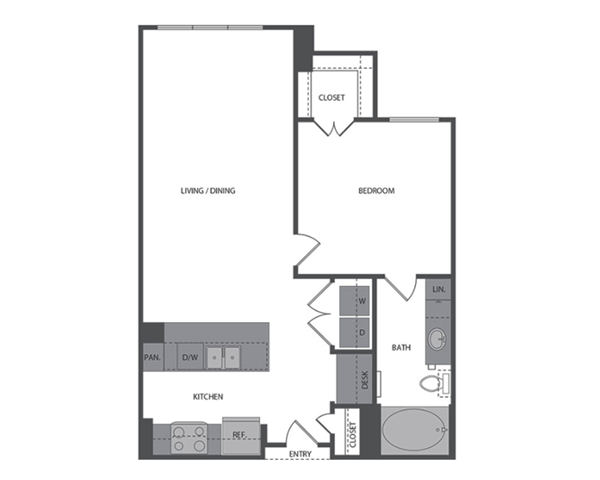 CLOSET
LIVING / DINING
BEDROOM
LIN.
W
D
BATH
PAN.
D/W
DESK
KITCHEN
REF.
CLOSET
ENTRY